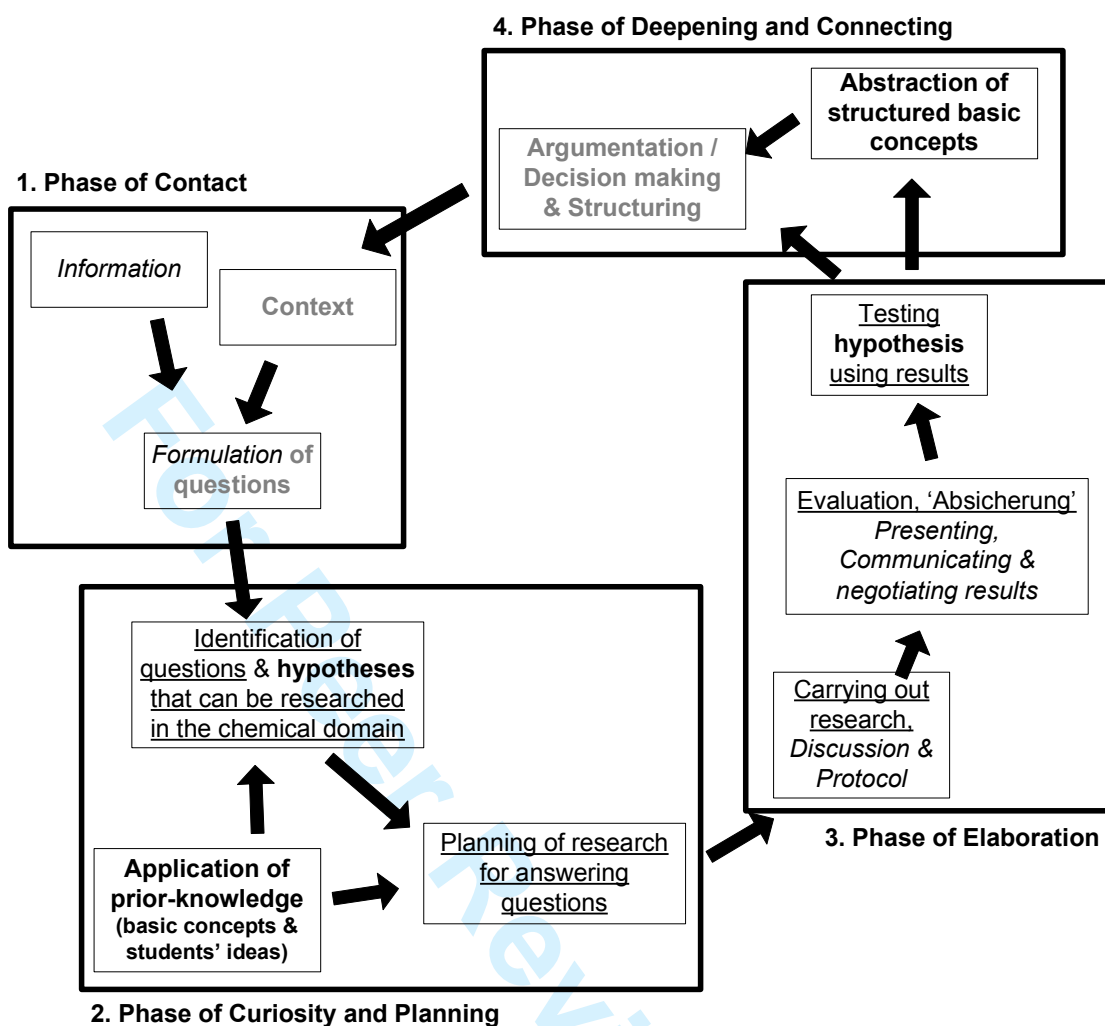 4. Phase of Deepening and Connecting
Abstraction of
structured basic
concepts
Argumentation /
Decision making
& Structuring
1. Phase of Contact
Information
Context
Formulation of
questions
Testing
hypothesis
using results
Evaluation, ‘Absicherung’
Presenting,
Communicating &
negotiating results
Carrying out
research,
Discussion &
Protocol
3. Phase of Elaboration
Identification of
questions & hypotheses
that can be researched
in the chemical domain
Planning of research
for answering
questions
Application of
prior-knowledge
(basic concepts &
students’ ideas)
2. Phase of Curiosity and Planning
For Peer Revi